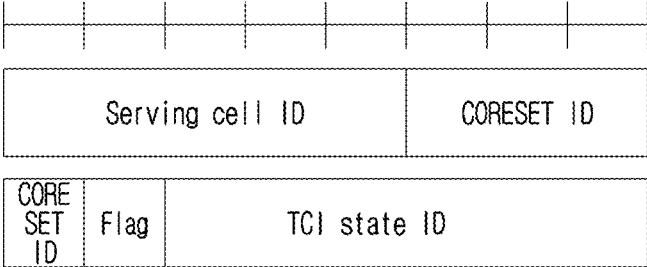 Serving cell ID
CORESET ID
CORE
SET
ID
Flag
TCI state ID